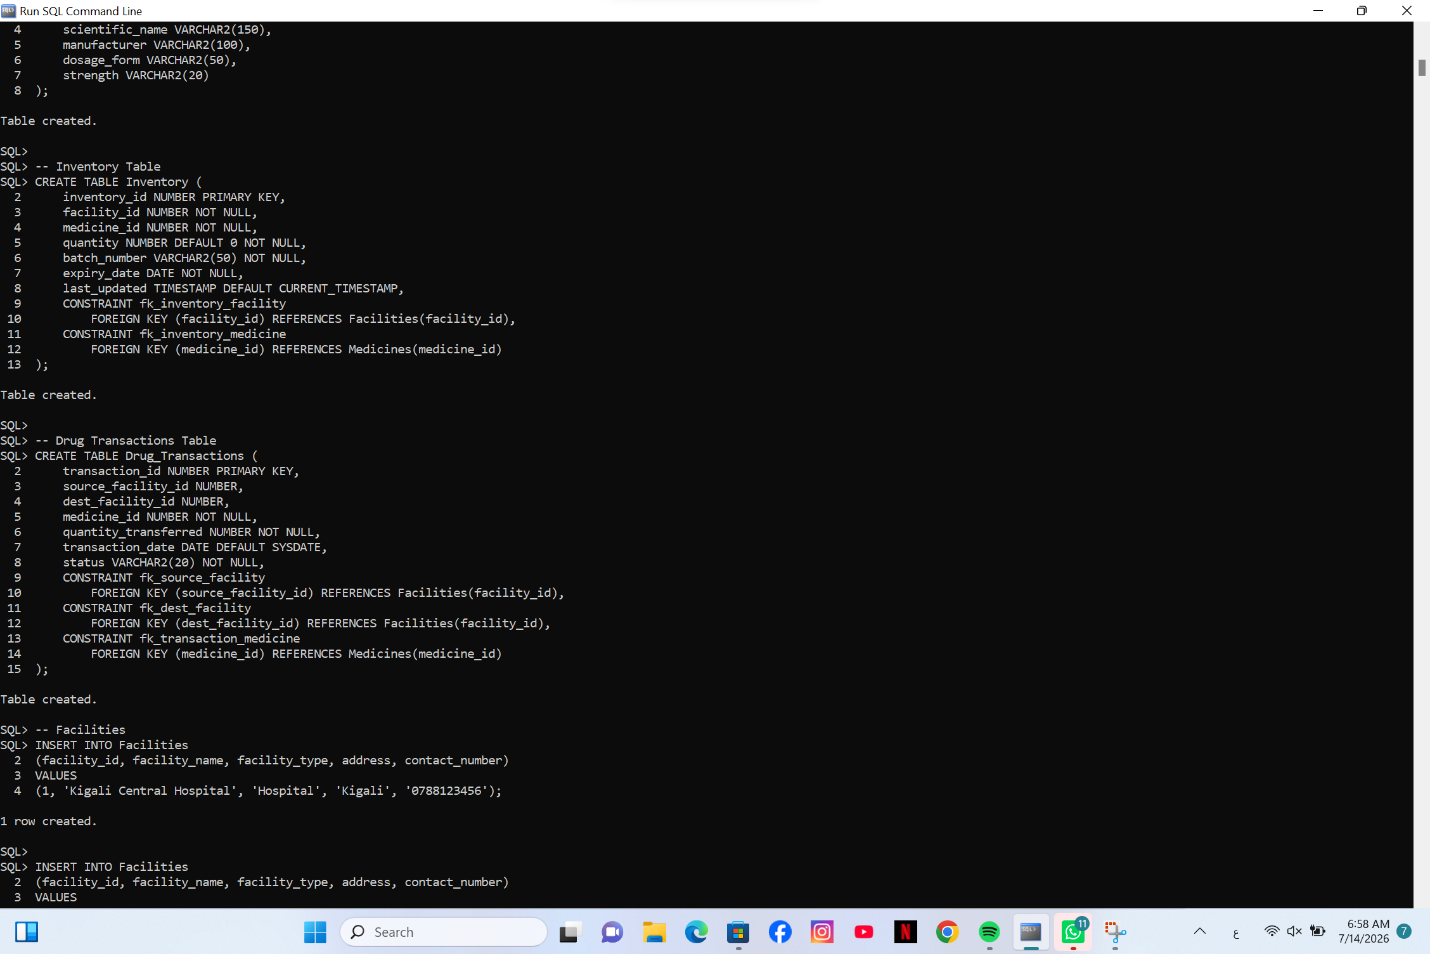 Run SQL Command Line
4      scientific_name VARCHAR2(150),
5      manufacturer VARCHAR2(100),
6      dosage_form VARCHAR2(50),
7      strength VARCHAR2(20)
8  );
Table created.
SQL>
SQL> -- Inventory Table
SQL> CREATE TABLE Inventory (
2      inventory_id NUMBER PRIMARY KEY,
3      facility_id NUMBER NOT NULL,
4      medicine_id NUMBER NOT NULL,
5      quantity NUMBER DEFAULT 0 NOT NULL,
6      batch_number VARCHAR2(50) NOT NULL,
7      expiry_date DATE NOT NULL,
8      last_updated TIMESTAMP DEFAULT CURRENT_TIMESTAMP,
9      CONSTRAINT fk_inventory_facility
10          FOREIGN KEY (facility_id) REFERENCES Facilities(facility_id),
11      CONSTRAINT fk_inventory_medicine
12          FOREIGN KEY (medicine_id) REFERENCES Medicines(medicine_id)
13  );
Table created.
SQL>
SQL> -- Drug Transactions Table
SQL> CREATE TABLE Drug_Transactions (
2      transaction_id NUMBER PRIMARY KEY,
3      source_facility_id NUMBER,
4      dest_facility_id NUMBER,
5      medicine_id NUMBER NOT NULL,
6      quantity_transferred NUMBER NOT NULL,
7      transaction_date DATE DEFAULT SYSDATE,
8      status VARCHAR2(20) NOT NULL,
9      CONSTRAINT fk_source_facility
10          FOREIGN KEY (source_facility_id) REFERENCES Facilities(facility_id),
11      CONSTRAINT fk_dest_facility
12          FOREIGN KEY (dest_facility_id) REFERENCES Facilities(facility_id),
13      CONSTRAINT fk_transaction_medicine
14          FOREIGN KEY (medicine_id) REFERENCES Medicines(medicine_id)
15  );
Table created.
SQL> -- Facilities
SQL> INSERT INTO Facilities
2  (facility_id, facility_name, facility_type, address, contact_number)
3  VALUES
4  (1, 'Kigali Central Hospital', 'Hospital', 'Kigali', '0788123456');
1 row created.
SQL>
SQL> INSERT INTO Facilities
2  (facility_id, facility_name, facility_type, address, contact_number)
3  VALUES
Search
11
ع
6:58 AM
7/14/2026
7